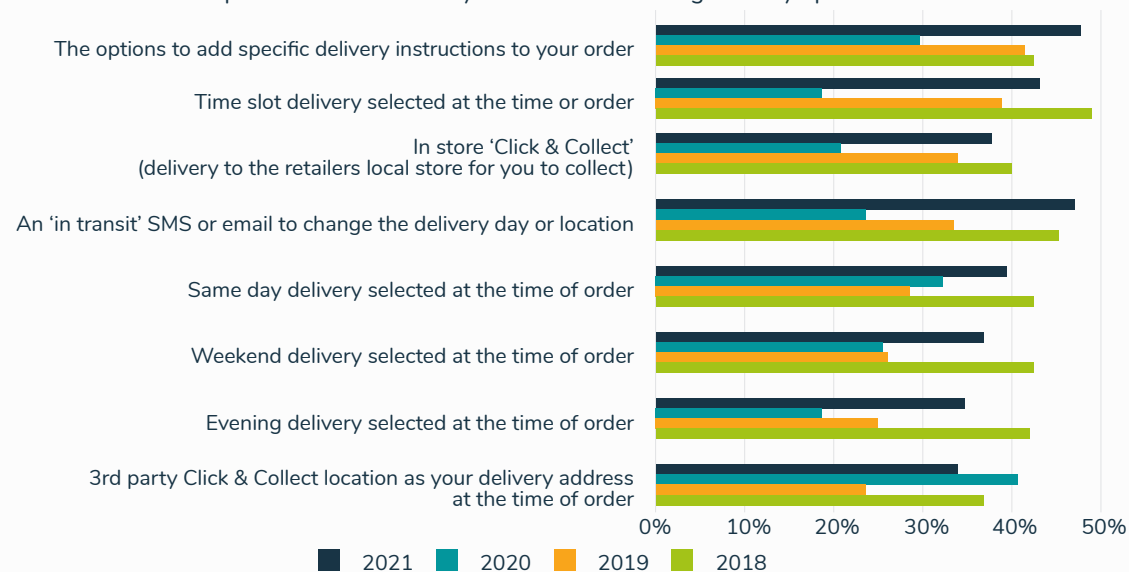 The options to add specific delivery instructions to your order
Time slot delivery selected at the time or order
In store ‘Click & Collect’
(delivery to the retailers local store for you to collect)
An ‘in transit’ SMS or email to change the delivery day or location
Same day delivery selected at the time of order
Weekend delivery selected at the time of order
Evening delivery selected at the time of order
3rd party Click & Collect location as your delivery address
at the time of order
0% 10% 20% 30% 40% 50%
2021 2020 2019 2018